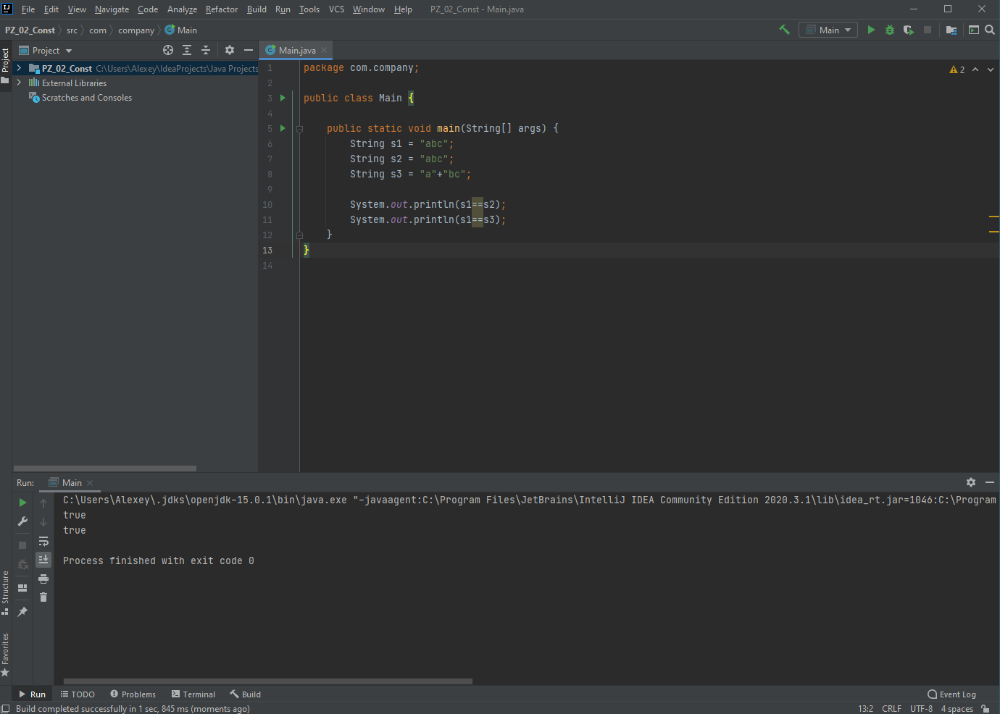 IJ File Edit View Navigate Code Analyze Refactor Build Run Tools VCS Window Help PZ_02_Const - Main.java
PZ_02_Const src com company Main Main
Project
Project
Main.java
PZ_02_Const C:\Users\Alexey\IdeaProjects\Java Projects
External Libraries
Scratches and Consoles
1 package com.company;
2
3 public class Main {
4
5 public static void main(String[] args) {
6 String s1 = "abc";
7 String s2 = "abc";
8 String s3 = "a"+"bc";
9
10 System.out.println(s1==s2);
11 System.out.println(s1==s3);
12 }
13 }
14
2
Run: Main
C:\Users\Alexey\.jdks\openjdk-15.0.1\bin\java.exe "-javaagent:C:\Program Files\JetBrains\IntelliJ IDEA Community Edition 2020.3.1\lib\idea_rt.jar=1046:C:\Program
true
true
Process finished with exit code 0
Structure
Favorites
Run TODO Problems Terminal Build Event Log
Build completed successfully in 1 sec, 845 ms (moments ago) 13:2 CRLF UTF-8 4 spaces